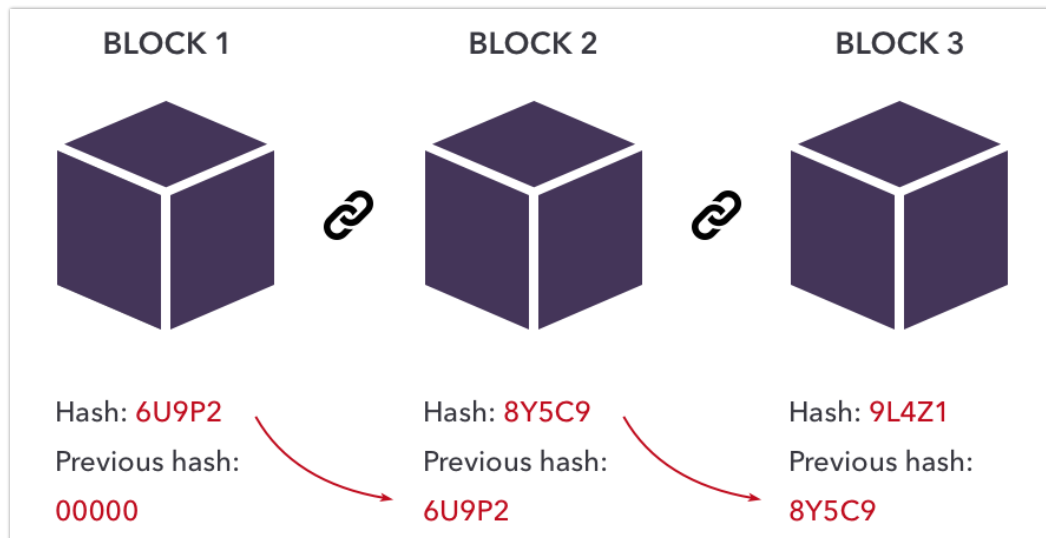 BLOCK 1
BLOCK 2
BLOCK 3
Hash: 6U9P2
Previous hash:
00000
Hash: 8Y5C9
Previous hash:
6U9P2
Hash: 9L4Z1
Previous hash:
8Y5C9